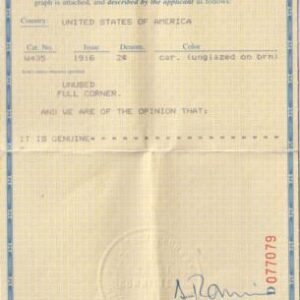 graph is attached, and described by the applicant as follows:
Country: UNITED STATES OF AMERICA
Cat. No. Issue Denom. Color
W435 1916 2¢ car. (unglazed on brn)
UNUSED
FULL CORNER.
AND WE ARE OF THE OPINION THAT:
IT IS GENUINE
077079